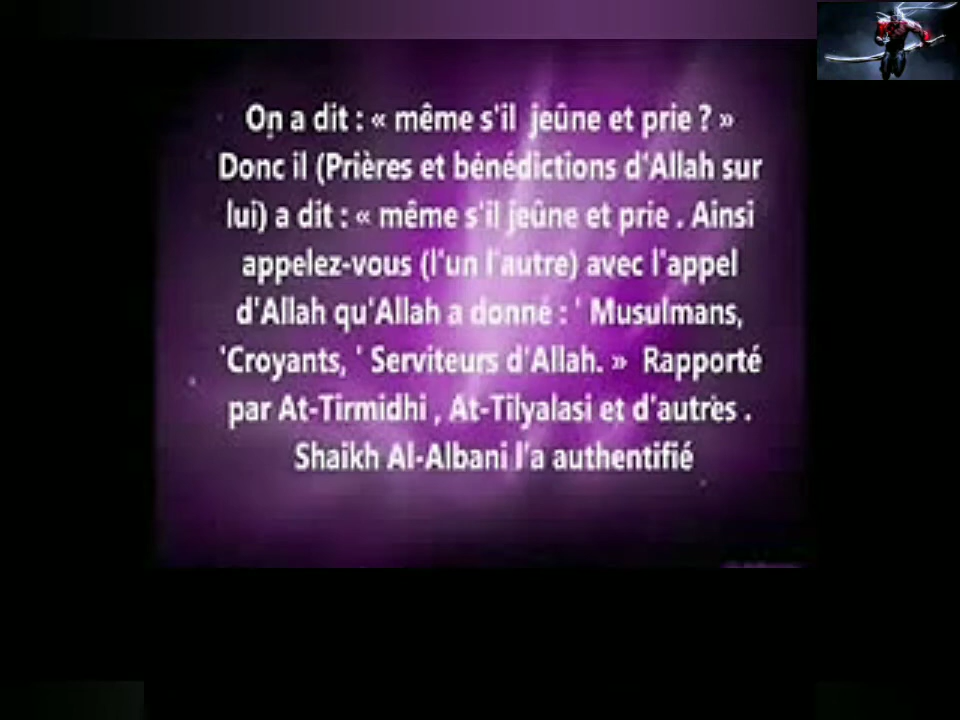 On a dit : « même s'il jeûne et prie ? »
Donc il (Prières et bénédictions d'Allah sur
lui) a dit : « même s'il jeûne et prie . Ainsi
appelez-vous (l'un l'autre) avec l'appel
d'Allah qu'Allah a donné : ' Musulmans,
'Croyants, ' Serviteurs d'Allah. » Rapporté
par At-Tirmidhi , At-Tilyalasi et d'autres .
Shaikh Al-Albani l'a authentifié